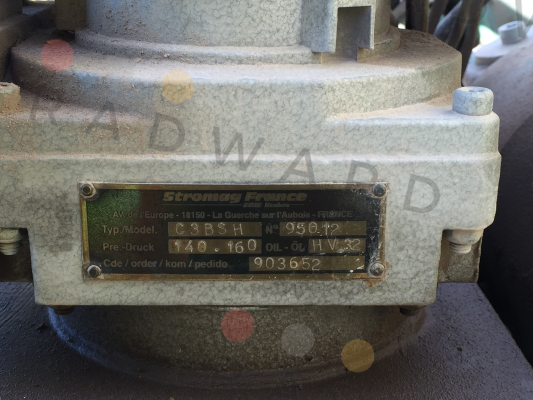 RADWARD
Stromag France
AV. de l'Europe - 18150 - La Guerche sur l'Aubois - FRANCE
Typ./Model. C3BSH N° 95012
Pre.-Druck 140-160 OIL-ÖL HV.32
Cde / order / kom / pedido 903652